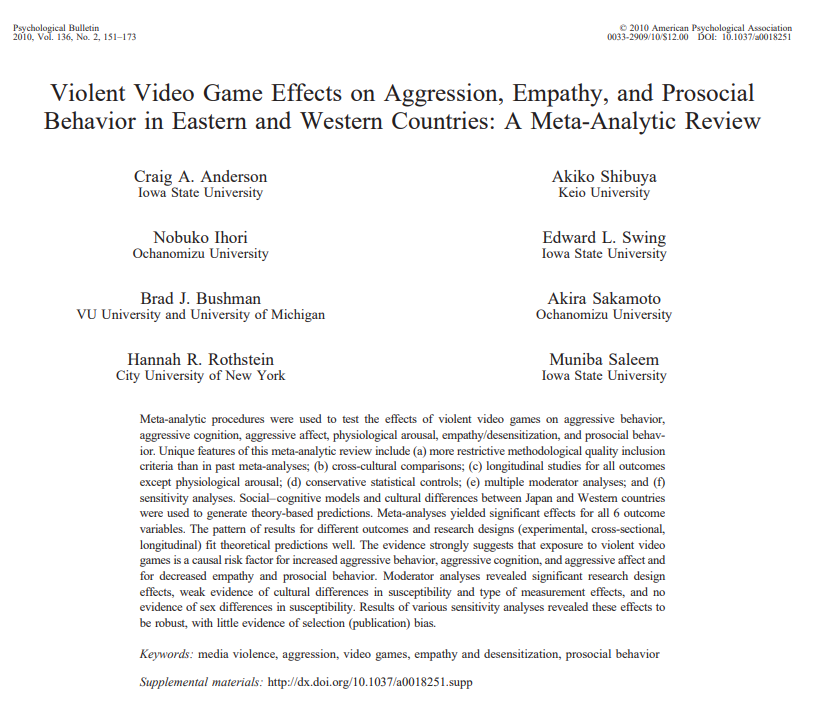 Psychological Bulletin
2010, Vol. 136, No. 2, 151–173
© 2010 American Psychological Association
0033-2909/10/$12.00 DOI: 10.1037/a0018251
Violent Video Game Effects on Aggression, Empathy, and Prosocial
Behavior in Eastern and Western Countries: A Meta-Analytic Review
Craig A. Anderson
Iowa State University
Akiko Shibuya
Keio University
Nobuko Ihori
Ochanomizu University
Edward L. Swing
Iowa State University
Brad J. Bushman
VU University and University of Michigan
Akira Sakamoto
Ochanomizu University
Hannah R. Rothstein
City University of New York
Muniba Saleem
Iowa State University
Meta-analytic procedures were used to test the effects of violent video games on aggressive behavior,
aggressive cognition, aggressive affect, physiological arousal, empathy/desensitization, and prosocial behav-
ior. Unique features of this meta-analytic review include (a) more restrictive methodological quality inclusion
criteria than in past meta-analyses; (b) cross-cultural comparisons; (c) longitudinal studies for all outcomes
except physiological arousal; (d) conservative statistical controls; (e) multiple moderator analyses; and (f)
sensitivity analyses. Social–cognitive models and cultural differences between Japan and Western countries
were used to generate theory-based predictions. Meta-analyses yielded significant effects for all 6 outcome
variables. The pattern of results for different outcomes and research designs (experimental, cross-sectional,
longitudinal) fit theoretical predictions well. The evidence strongly suggests that exposure to violent video
games is a causal risk factor for increased aggressive behavior, aggressive cognition, and aggressive affect and
for decreased empathy and prosocial behavior. Moderator analyses revealed significant research design
effects, weak evidence of cultural differences in susceptibility and type of measurement effects, and no
evidence of sex differences in susceptibility. Results of various sensitivity analyses revealed these effects to
be robust, with little evidence of selection (publication) bias.
Keywords: media violence, aggression, video games, empathy and desensitization, prosocial behavior
Supplemental materials: http://dx.doi.org/10.1037/a0018251.supp